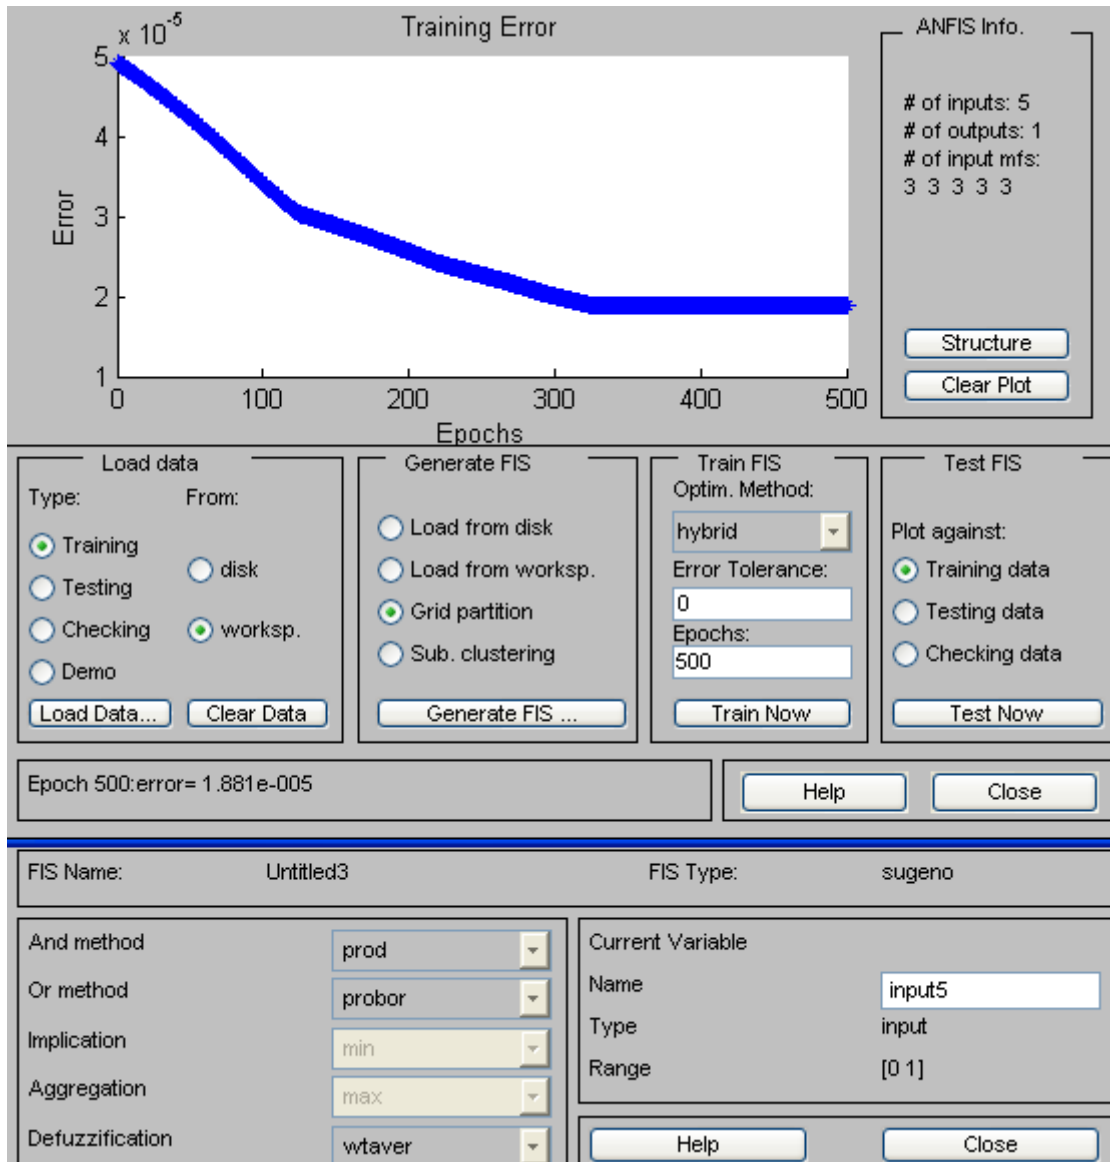 x 10^-5
Training Error
5
4
3
2
1
Error
0 100 200 300 400 500
Epochs
ANFIS Info.
# of inputs: 5
# of outputs: 1
# of input mfs:
3 3 3 3 3
Structure
Clear Plot
Load data
Type:
From:
Training
Testing
Checking
Demo
disk
worksp.
Load Data...
Clear Data
Generate FIS
Load from disk
Load from worksp.
Grid partition
Sub. clustering
Generate FIS ...
Train FIS
Optim. Method:
hybrid
Error Tolerance:
0
Epochs:
500
Train Now
Test FIS
Plot against:
Training data
Testing data
Checking data
Test Now
Epoch 500:error= 1.881e-005
Help
Close
FIS Name: Untitled3
FIS Type: sugeno
And method prod
Or method probor
Implication min
Aggregation max
Defuzzification wtaver
Current Variable
Name input5
Type input
Range [0 1]
Help
Close